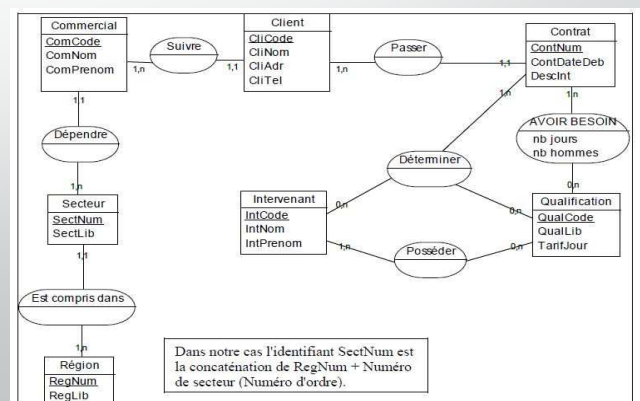 Commercial
ComCode
ComNom
ComPrenom
Suivre
1,n
1,1
Client
CliCode
CliNom
CliAdr
CliTel
1,n
Passer
1,1
Contrat
ContNum
ContDateDeb
DescInt
1,n
1,n
AVOIR BESOIN
nb jours
nb hommes
0,n
1,1
Dépendre
1,n
Déterminer
0,n
0,n
Secteur
SectNum
SectLib
Intervenant
IntCode
IntNom
IntPrenom
1,n
Posséder
0,n
Qualification
QualCode
QualLib
TarifJour
1,1
Est compris dans
1,n
Région
RegNum
RegLib
Dans notre cas l'identifiant SectNum est
la concaténation de RegNum + Numéro
de secteur (Numéro d'ordre).